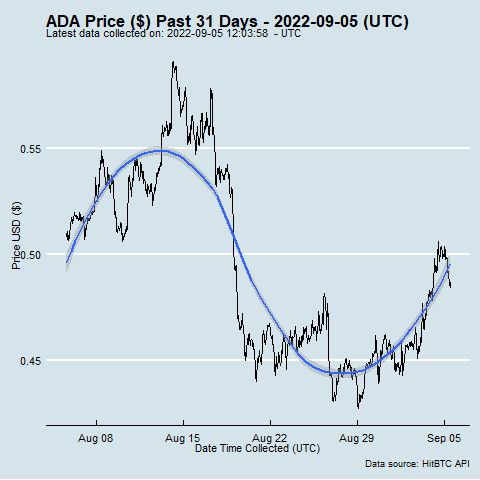 ADA Price ($) Past 31 Days - 2022-09-05 (UTC)
Latest data collected on: 2022-09-05 12:03:58 - UTC
0.55
0.50
0.45
Price USD ($)
Aug 08 Aug 15 Aug 22 Aug 29 Sep 05
Date Time Collected (UTC)
Data source: HitBTC API